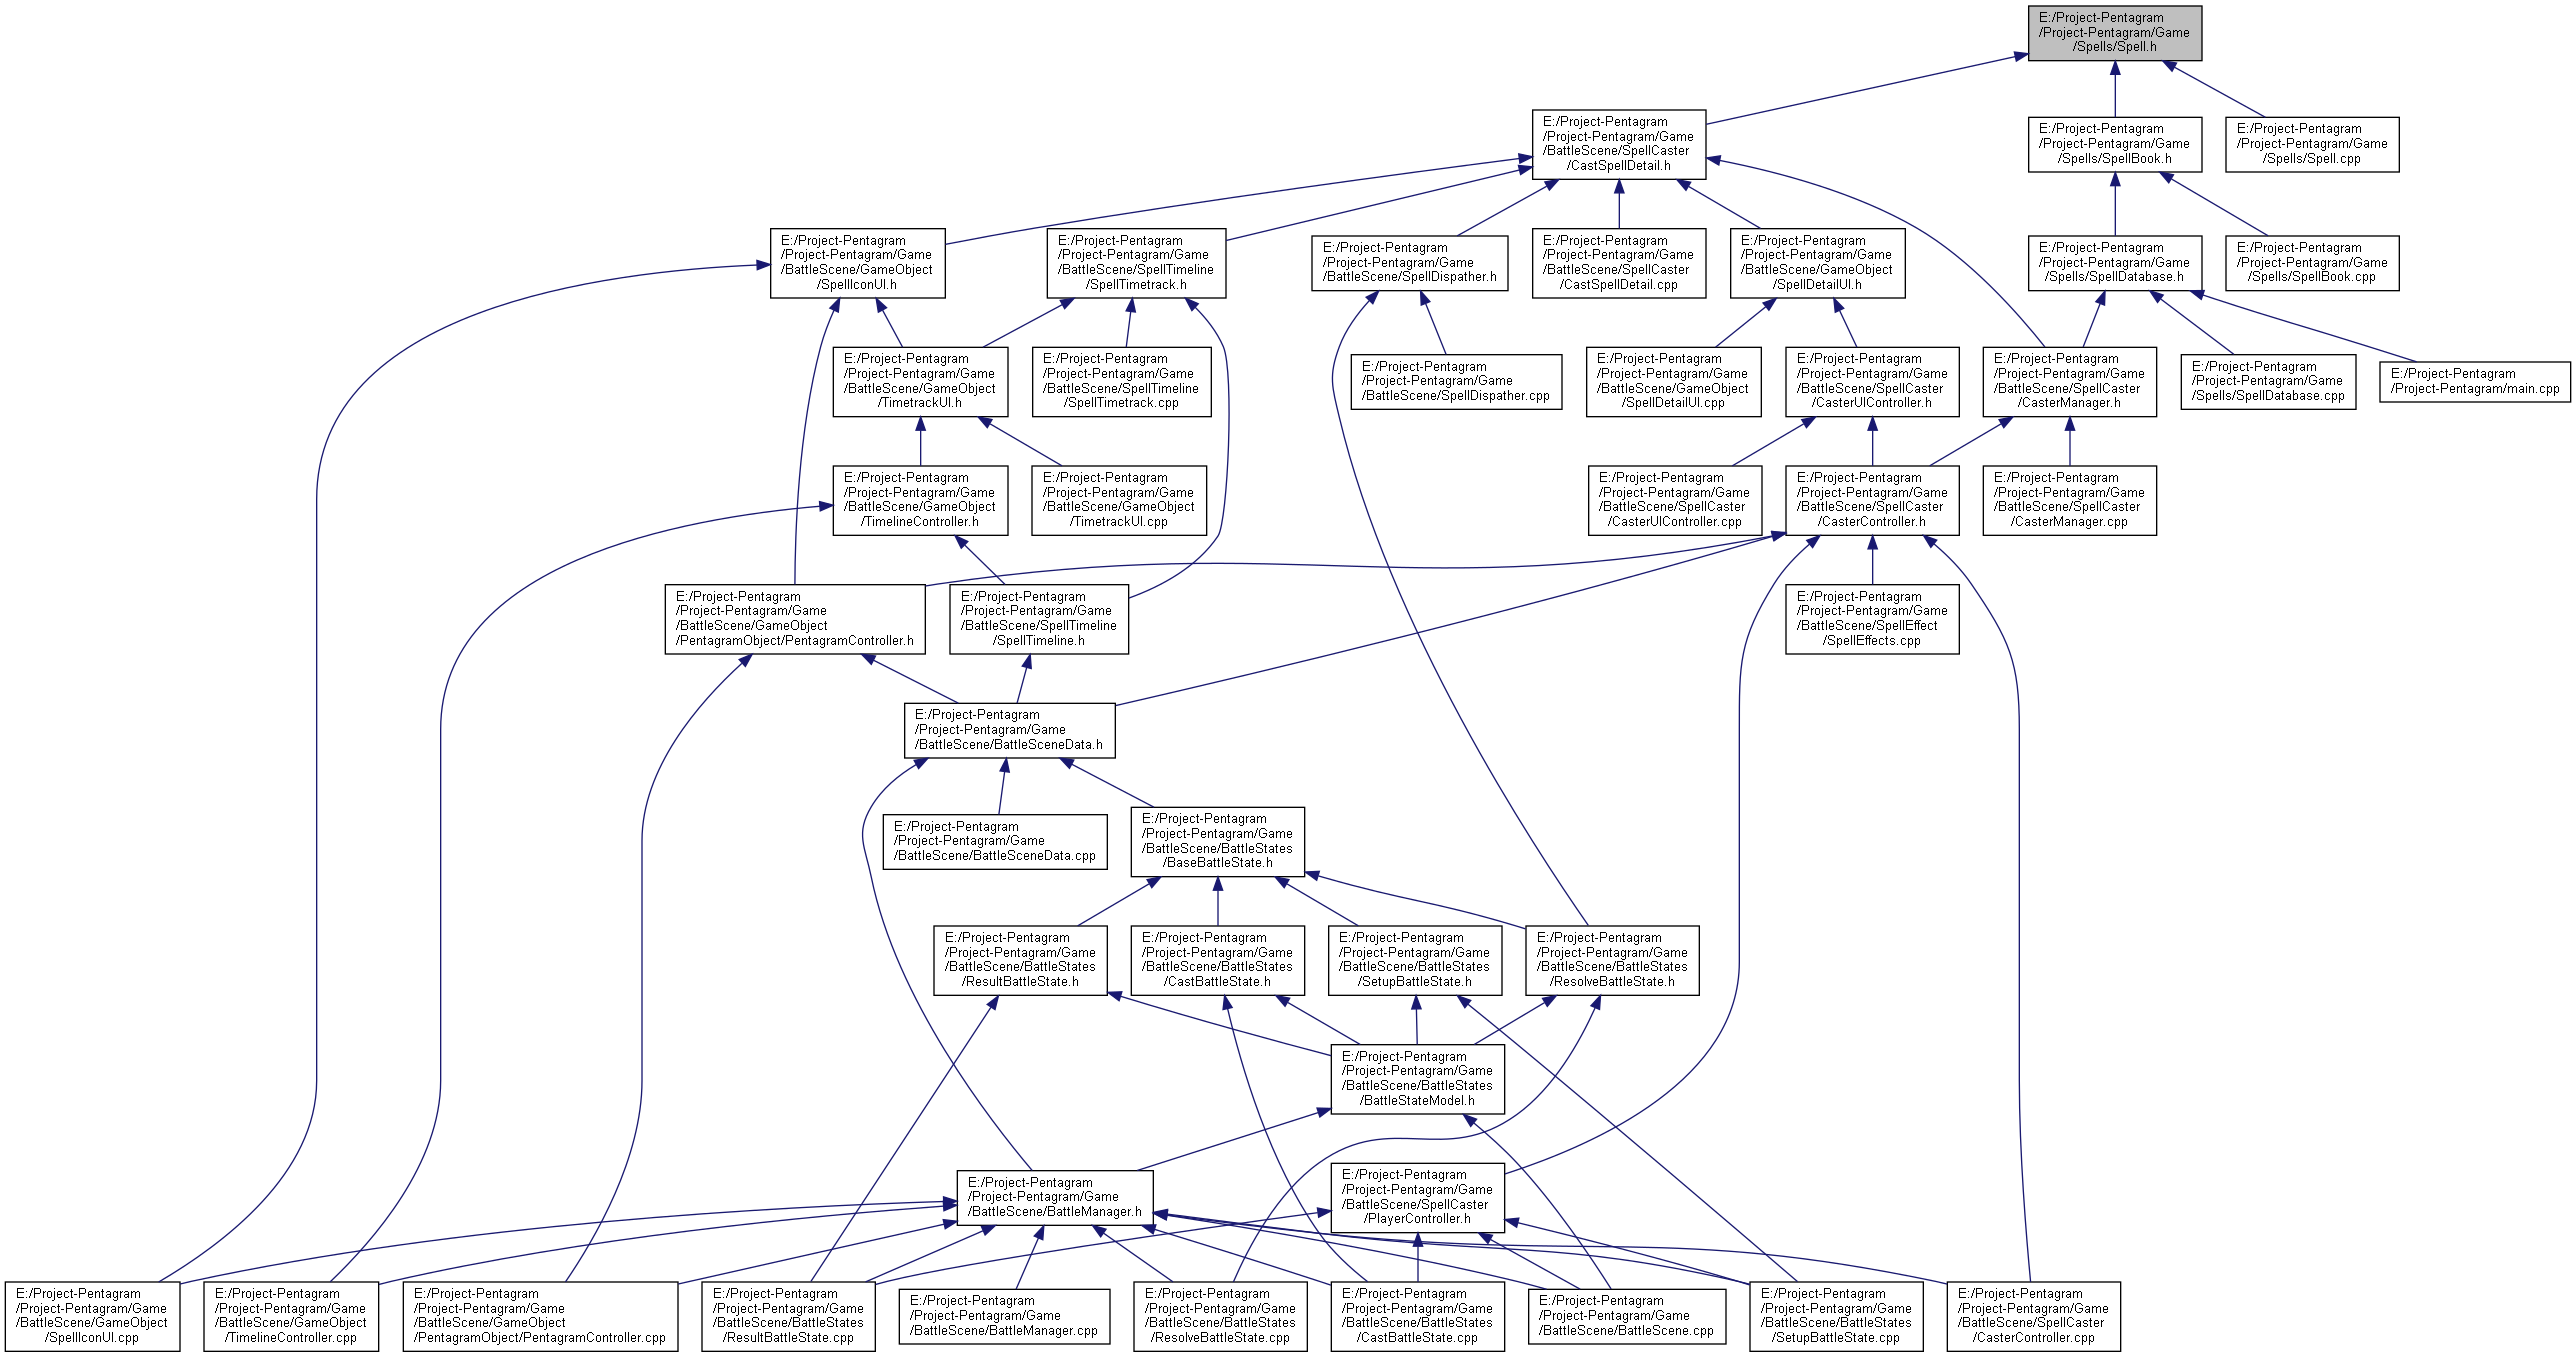 E:/Project-Pentagram
/Project-Pentagram/Game
/Spells/Spell.h
E:/Project-Pentagram
/Project-Pentagram/Game
/BattleScene/SpellCaster
/CastSpellDetail.h
E:/Project-Pentagram
/Project-Pentagram/Game
/Spells/SpellBook.h
E:/Project-Pentagram
/Project-Pentagram/Game
/Spells/Spell.cpp
E:/Project-Pentagram
/Project-Pentagram/Game
/BattleScene/GameObject
/SpellIconUI.h
E:/Project-Pentagram
/Project-Pentagram/Game
/BattleScene/SpellTimeline
/SpellTimetrack.h
E:/Project-Pentagram
/Project-Pentagram/Game
/BattleScene/SpellDispather.h
E:/Project-Pentagram
/Project-Pentagram/Game
/BattleScene/SpellCaster
/CastSpellDetail.cpp
E:/Project-Pentagram
/Project-Pentagram/Game
/BattleScene/GameObject
/SpellDetailUI.h
E:/Project-Pentagram
/Project-Pentagram/Game
/Spells/SpellDatabase.h
E:/Project-Pentagram
/Project-Pentagram/Game
/Spells/SpellBook.cpp
E:/Project-Pentagram
/Project-Pentagram/Game
/BattleScene/GameObject
/TimetrackUI.h
E:/Project-Pentagram
/Project-Pentagram/Game
/BattleScene/SpellTimeline
/SpellTimetrack.cpp
E:/Project-Pentagram
/Project-Pentagram/Game
/BattleScene/SpellDispather.cpp
E:/Project-Pentagram
/Project-Pentagram/Game
/BattleScene/GameObject
/SpellDetailUI.cpp
E:/Project-Pentagram
/Project-Pentagram/Game
/BattleScene/SpellCaster
/CasterUIController.h
E:/Project-Pentagram
/Project-Pentagram/Game
/BattleScene/SpellCaster
/CasterManager.h
E:/Project-Pentagram
/Project-Pentagram/Game
/Spells/SpellDatabase.cpp
E:/Project-Pentagram
/Project-Pentagram/main.cpp
E:/Project-Pentagram
/Project-Pentagram/Game
/BattleScene/GameObject
/TimelineController.h
E:/Project-Pentagram
/Project-Pentagram/Game
/BattleScene/GameObject
/TimetrackUI.cpp
E:/Project-Pentagram
/Project-Pentagram/Game
/BattleScene/SpellCaster
/CasterUIController.cpp
E:/Project-Pentagram
/Project-Pentagram/Game
/BattleScene/SpellCaster
/CasterController.h
E:/Project-Pentagram
/Project-Pentagram/Game
/BattleScene/SpellCaster
/CasterManager.cpp
E:/Project-Pentagram
/Project-Pentagram/Game
/BattleScene/GameObject
/PentagramObject/PentagramController.h
E:/Project-Pentagram
/Project-Pentagram/Game
/BattleScene/SpellTimeline
/SpellTimeline.h
E:/Project-Pentagram
/Project-Pentagram/Game
/BattleScene/SpellEffect
/SpellEffects.cpp
E:/Project-Pentagram
/Project-Pentagram/Game
/BattleScene/BattleSceneData.h
E:/Project-Pentagram
/Project-Pentagram/Game
/BattleScene/BattleSceneData.cpp
E:/Project-Pentagram
/Project-Pentagram/Game
/BattleScene/BattleStates
/BaseBattleState.h
E:/Project-Pentagram
/Project-Pentagram/Game
/BattleScene/BattleStates
/ResultBattleState.h
E:/Project-Pentagram
/Project-Pentagram/Game
/BattleScene/BattleStates
/CastBattleState.h
E:/Project-Pentagram
/Project-Pentagram/Game
/BattleScene/BattleStates
/SetupBattleState.h
E:/Project-Pentagram
/Project-Pentagram/Game
/BattleScene/BattleStates
/ResolveBattleState.h
E:/Project-Pentagram
/Project-Pentagram/Game
/BattleScene/BattleStates
/BattleStateModel.h
E:/Project-Pentagram
/Project-Pentagram/Game
/BattleScene/BattleManager.h
E:/Project-Pentagram
/Project-Pentagram/Game
/BattleScene/SpellCaster
/PlayerController.h
E:/Project-Pentagram
/Project-Pentagram/Game
/BattleScene/GameObject
/SpellIconUI.cpp
E:/Project-Pentagram
/Project-Pentagram/Game
/BattleScene/GameObject
/TimelineController.cpp
E:/Project-Pentagram
/Project-Pentagram/Game
/BattleScene/GameObject
/PentagramObject/PentagramController.cpp
E:/Project-Pentagram
/Project-Pentagram/Game
/BattleScene/BattleStates
/ResultBattleState.cpp
E:/Project-Pentagram
/Project-Pentagram/Game
/BattleScene/BattleManager.cpp
E:/Project-Pentagram
/Project-Pentagram/Game
/BattleScene/BattleStates
/ResolveBattleState.cpp
E:/Project-Pentagram
/Project-Pentagram/Game
/BattleScene/BattleStates
/CastBattleState.cpp
E:/Project-Pentagram
/Project-Pentagram/Game
/BattleScene/BattleScene.cpp
E:/Project-Pentagram
/Project-Pentagram/Game
/BattleScene/BattleStates
/SetupBattleState.cpp
E:/Project-Pentagram
/Project-Pentagram/Game
/BattleScene/SpellCaster
/CasterController.cpp